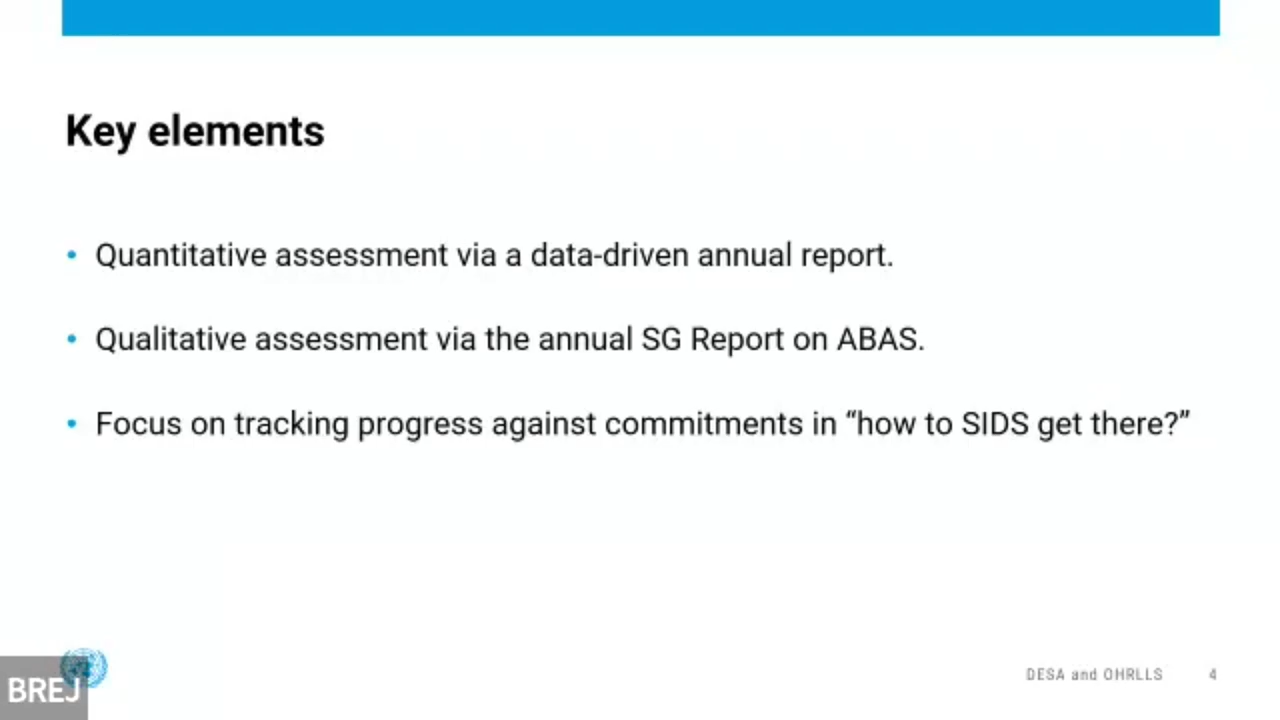 Key elements
• Quantitative assessment via a data-driven annual report.
• Qualitative assessment via the annual SG Report on ABAS.
• Focus on tracking progress against commitments in “how to SIDS get there?”
DESA and OHRLLS 4
BREJ